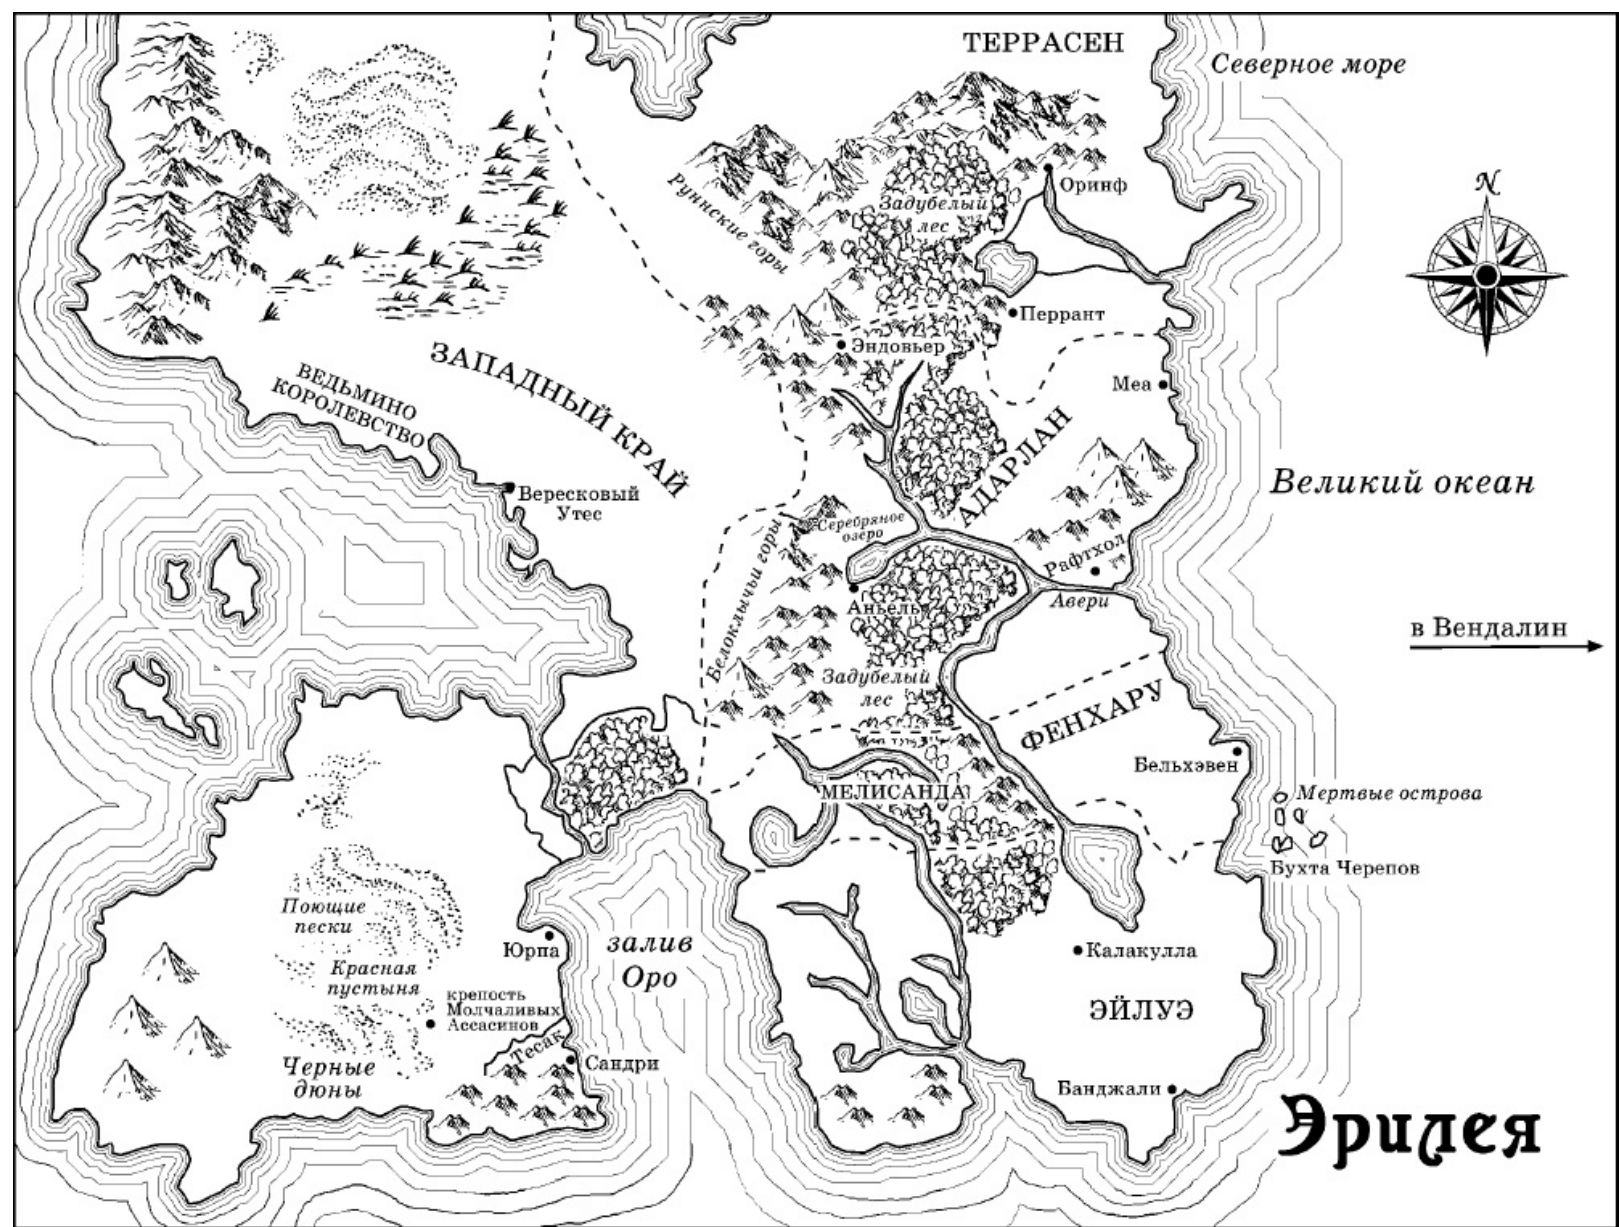 ТЕРРАСЕН
Северное море
N
Оринф
Задубелый
лес
Руннские горы
Перрант
Эндовьер
ЗАПАДНЫЙ КРАЙ
ВЕДЬМИНО
КОРОЛЕВСТВО
Меа
АДАРЛАН
Великий океан
Вересковый
Утес
Серебряное
озеро
Белоклычьи горы
Рафтхол
Аньель
Авери
в Вендалин
Задубелый
лес
ФЕНХАРУ
Бельхэвен
МЕЛИСАНДА
Мертвые острова
Бухта Черепов
Поющие
пески
Юрпа
залив
Оро
Калакулла
Красная
пустыня
крепость
Молчаливых
Ассасинов
ЭЙЛУЭ
Тесак
Сандри
Черные
дюны
Банджали
Эрилея